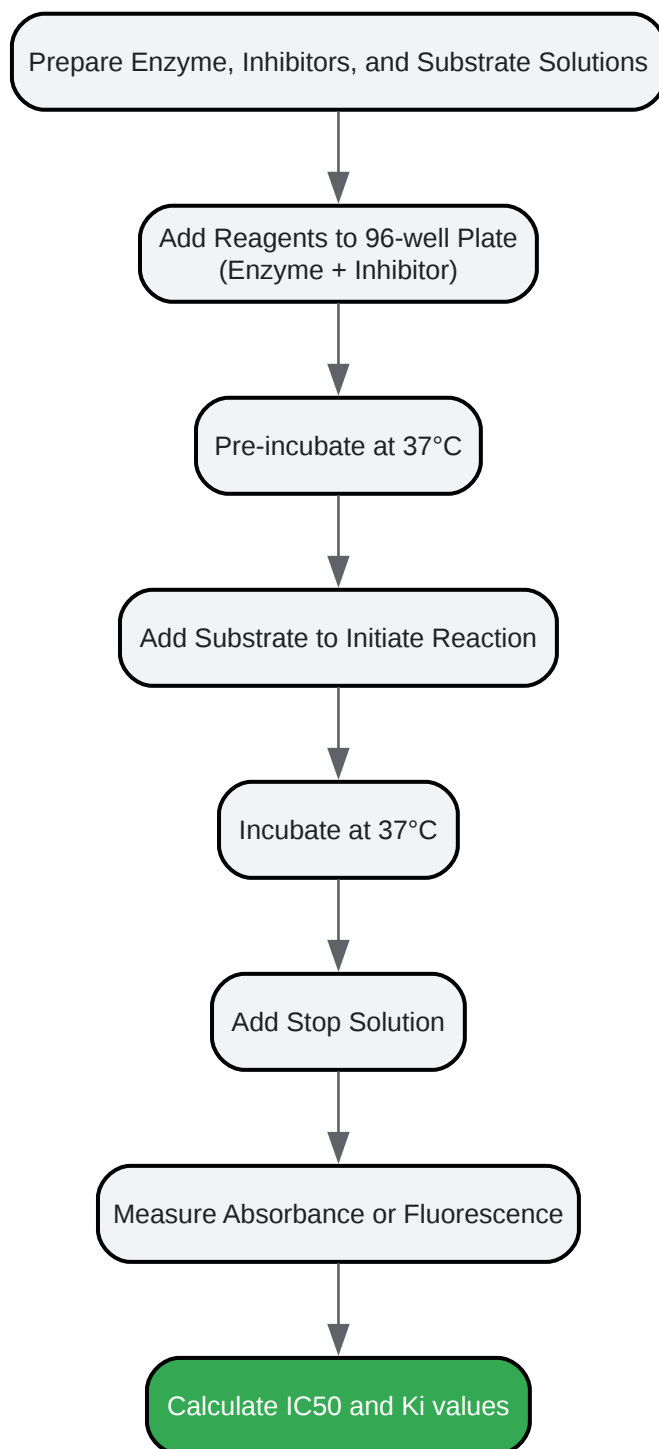 Prepare Enzyme, Inhibitors, and Substrate Solutions
Add Reagents to 96-well Plate
(Enzyme + Inhibitor)
Pre-incubate at 37°C
Add Substrate to Initiate Reaction
Incubate at 37°C
Add Stop Solution
Measure Absorbance or Fluorescence
Calculate IC50 and Ki values